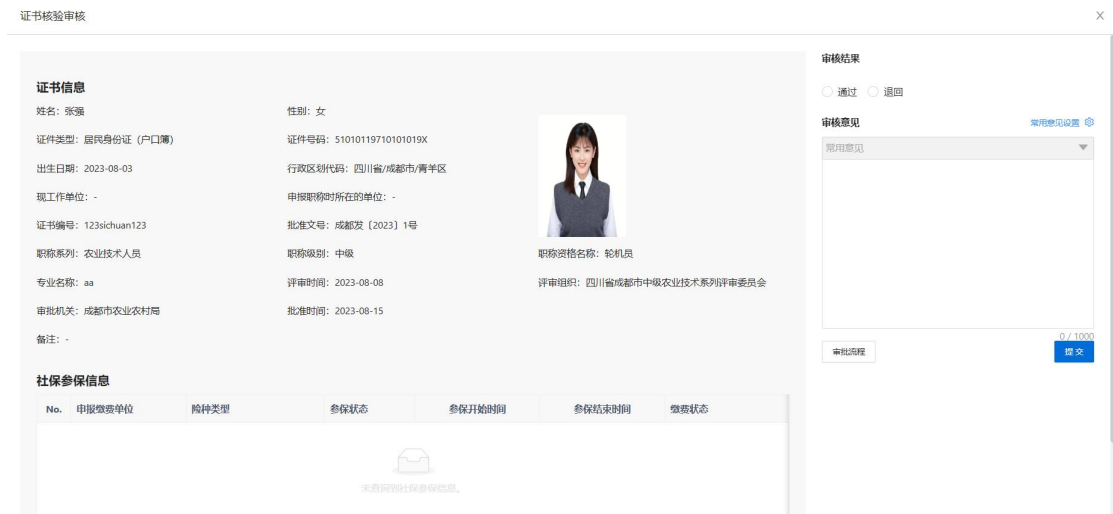 证书核验审核
X
证书信息
姓名：张强
性别：女
证件类型：居民身份证（户口簿）
证件号码：51010119710101019X
出生日期：2023-08-03
行政区划代码：四川省/成都市/青羊区
现工作单位：-
申报职称时所在的单位：-
证书编号：123sichuan123
批准文号：成都发〔2023〕1号
职称系列：农业技术人员
职称级别：中级
职称资格名称：轮机员
专业名称：aa
评审时间：2023-08-08
评审组织：四川省成都市中级农业技术系列评审委员会
审批机关：成都市农业农村局
批准时间：2023-08-15
备注：-
社保参保信息
No. 申报缴费单位 险种类型 参保状态 参保开始时间 参保结束时间 缴费状态
未查询到社保参保信息。
审核结果
通过 退回
审核意见 常用意见设置
常用意见
0 / 1000
审批流程 提交